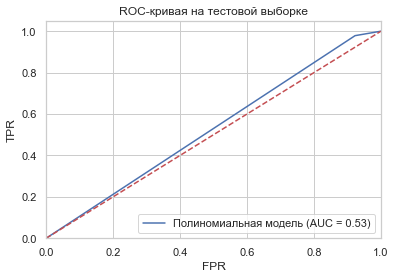 ROC-кривая на тестовой выборке
1.0
0.8
0.6
0.4
0.2
0.0
TPR
Полиномиальная модель (AUC = 0.53)
0.0 0.2 0.4 0.6 0.8 1.0
FPR